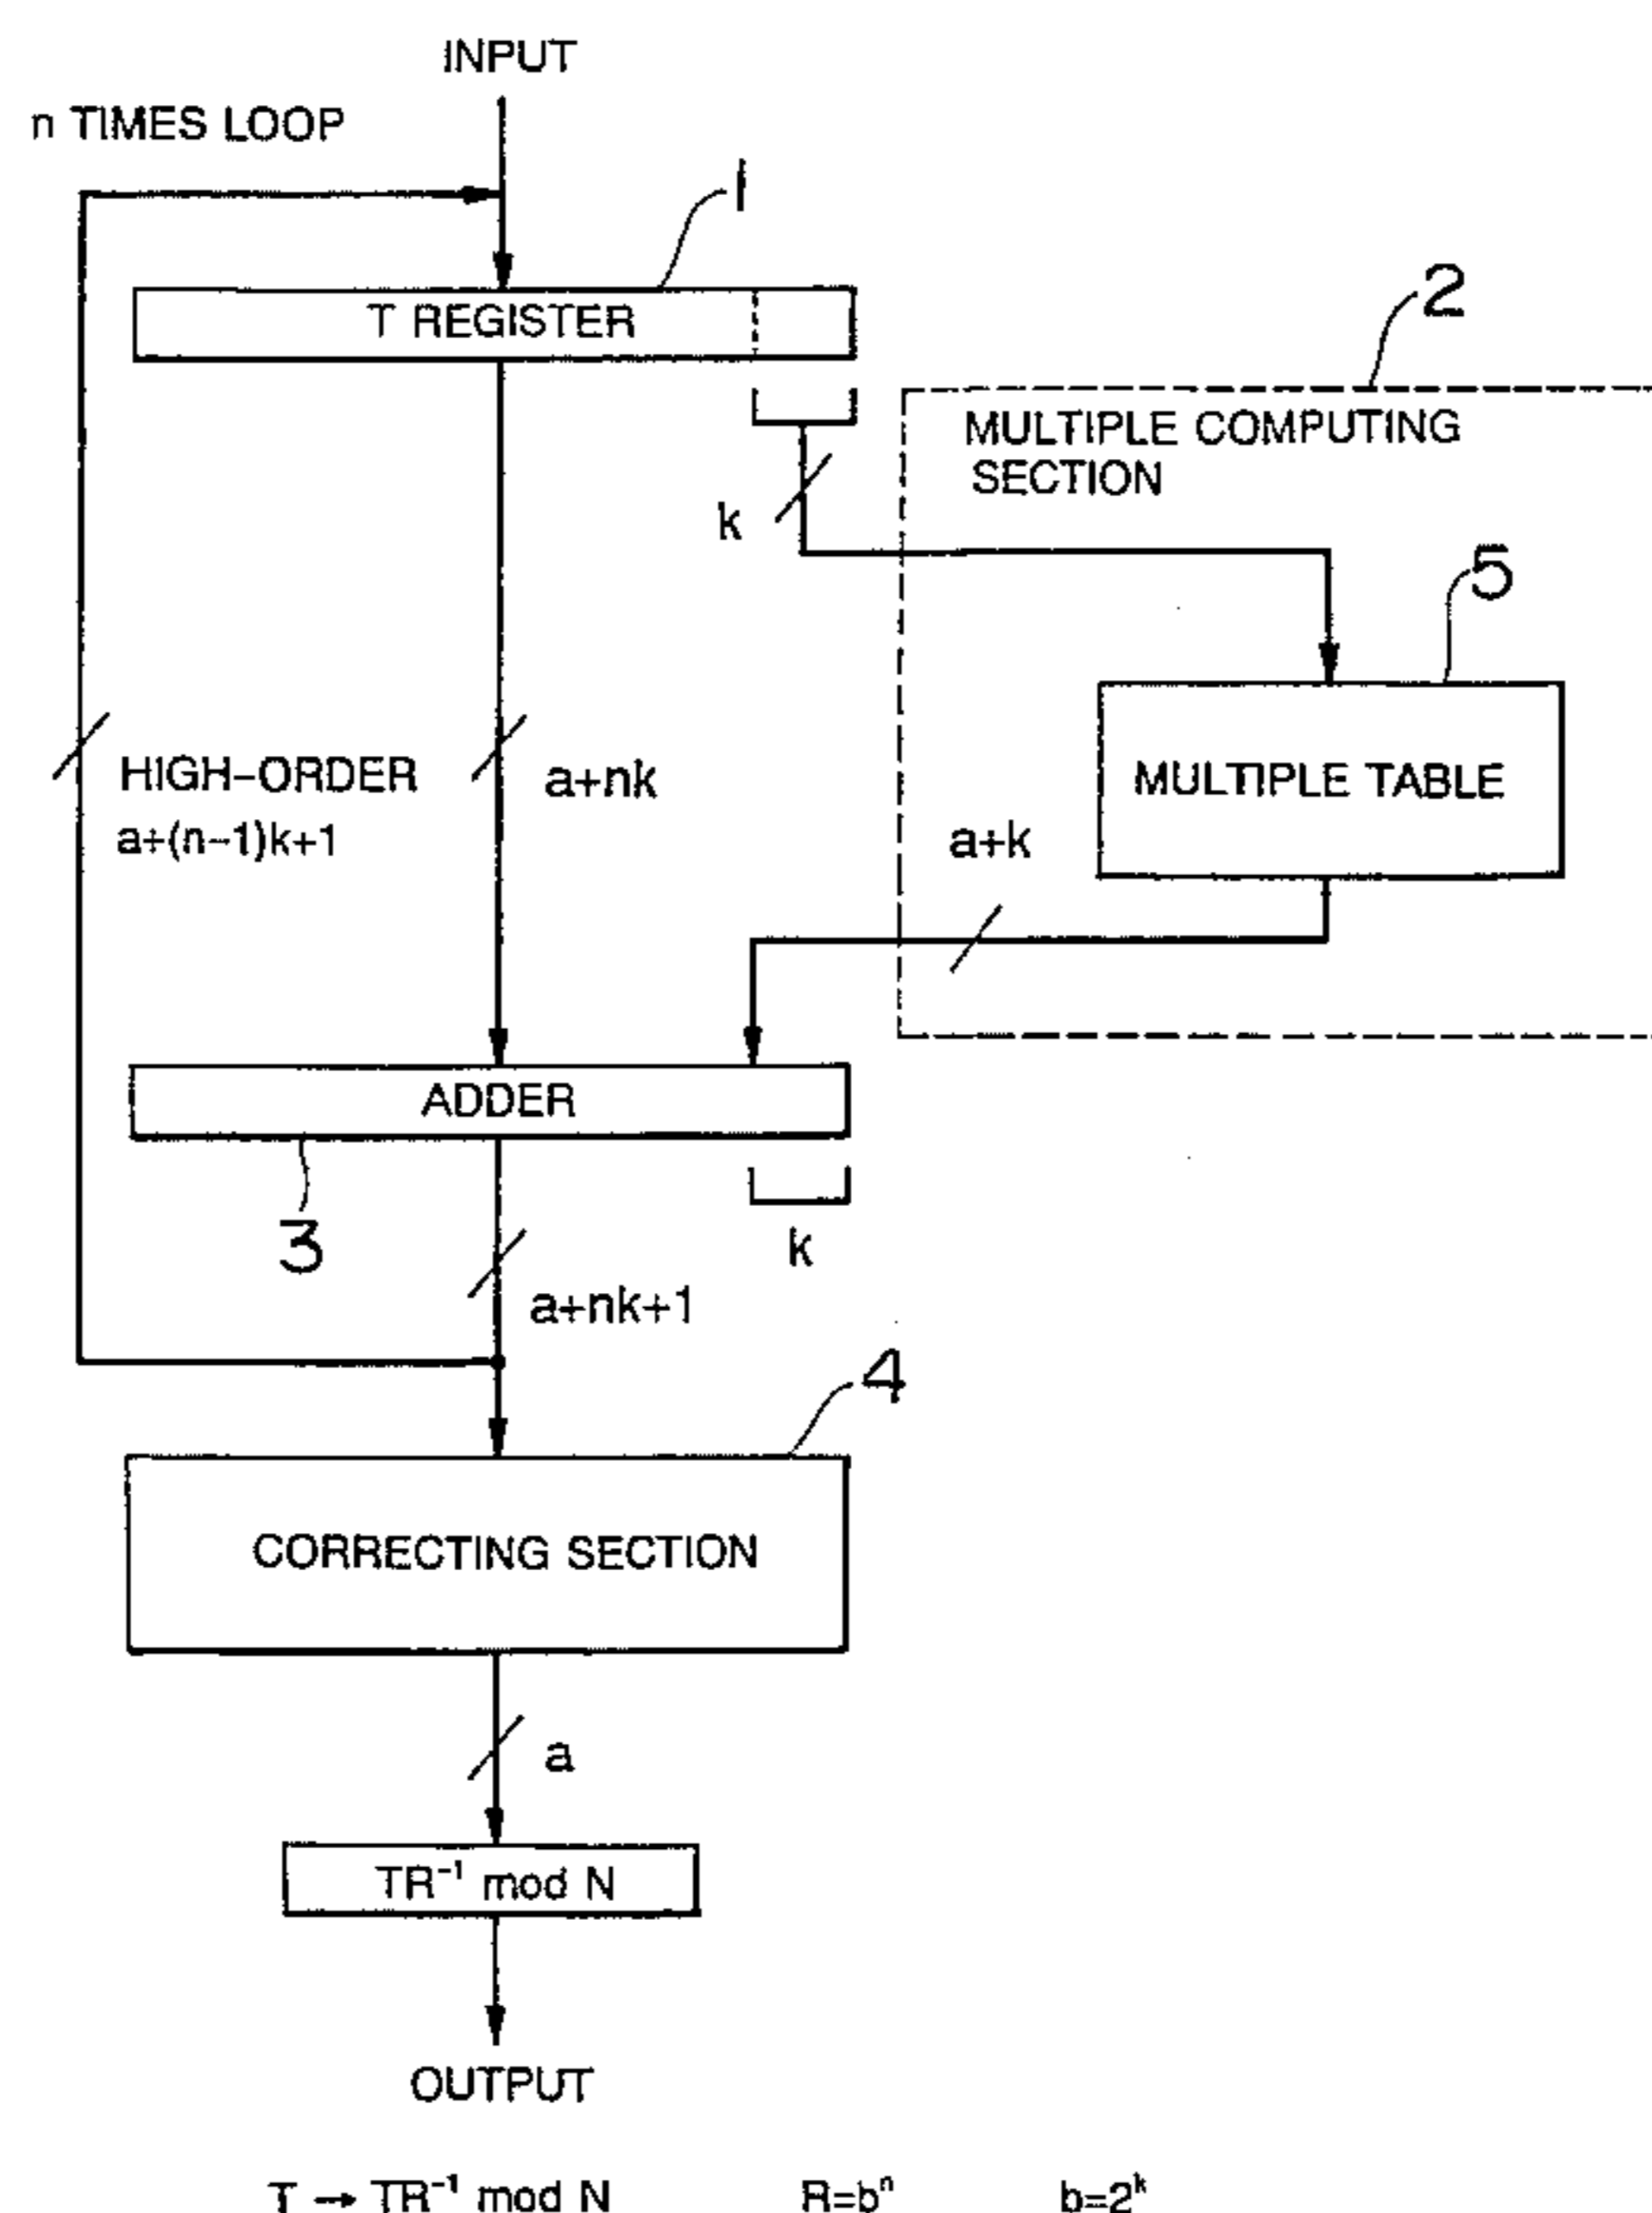 INPUT
n TIMES LOOP
1
T REGISTER
2
MULTIPLE COMPUTING
SECTION
k
5
HIGH-ORDER
a+(n-1)k+1
a+nk
MULTIPLE TABLE
a+k
ADDER
3
k
a+nk+1
4
CORRECTING SECTION
a
TR⁻¹ mod N
OUTPUT
T → TR⁻¹ mod N R=bⁿ b=2ᵏ